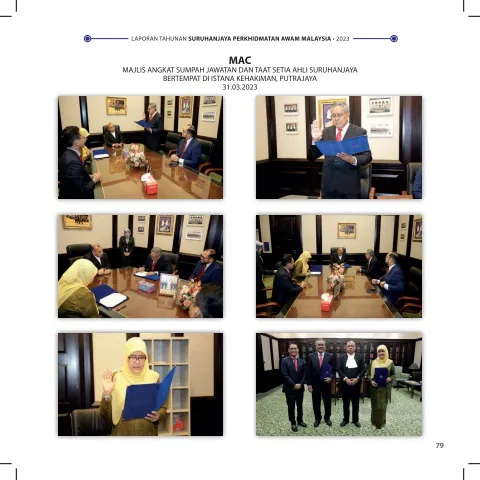 LAPORAN TAHUNAN SURUHANJAYA PERKHIDMATAN AWAM MALAYSIA • 2023
MAC
MAJLIS ANGKAT SUMPAH JAWATAN DAN TAAT SETIA AHLI SURUHANJAYA
BERTEMPAT DI ISTANA KEHAKIMAN, PUTRAJAYA
31.03.2023
79